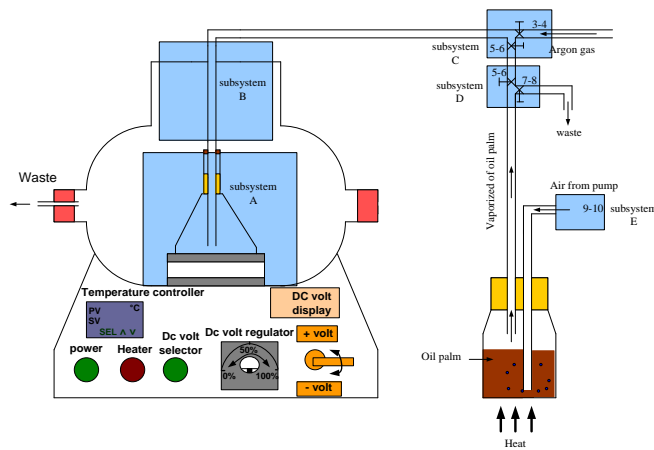 3-4
subsystem
C
5-6
Argon gas
subsystem
B
5-6
7-8
subsystem
D
waste
Vaporized of oil palm
Waste
subsystem
A
Air from pump
9-10
subsystem
E
Temperature controller
PV
°C
SV
SEL ∧ ∨
DC volt
display
power
Heater
Dc volt
selector
Dc volt regulator
50%
0%
100%
+ volt
- volt
Oil palm
Heat